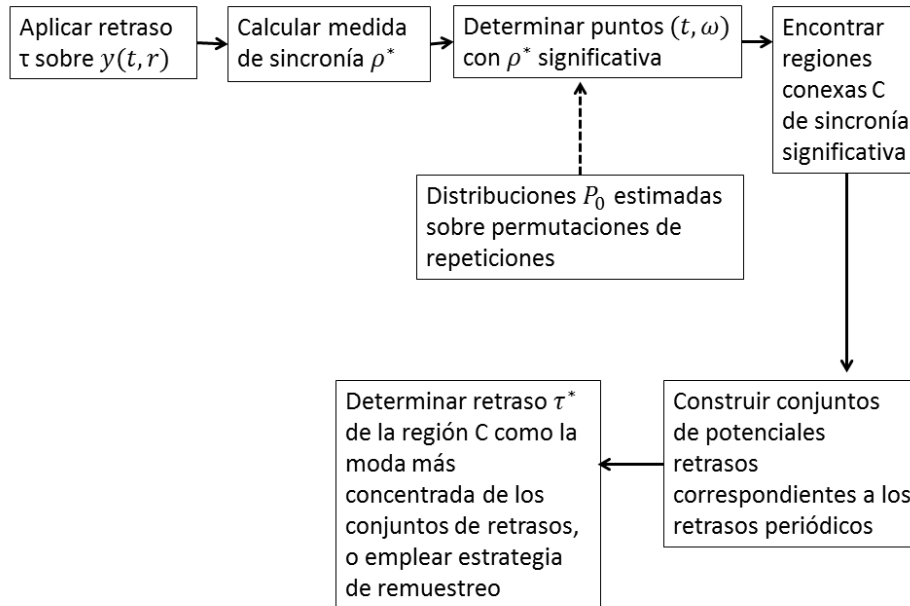 Aplicar retraso
τ sobre y(t, r)
Calcular medida
de sincronía ρ*
Determinar puntos (t, ω)
con ρ* significativa
Encontrar
regiones
conexas C
de sincronía
significativa
Distribuciones P₀ estimadas
sobre permutaciones de
repeticiones
Construir conjuntos
de potenciales
retrasos
correspondientes a los
retrasos periódicos
Determinar retraso τ*
de la región C como la
moda más
concentrada de los
conjuntos de retrasos,
o emplear estrategia
de remuestreo